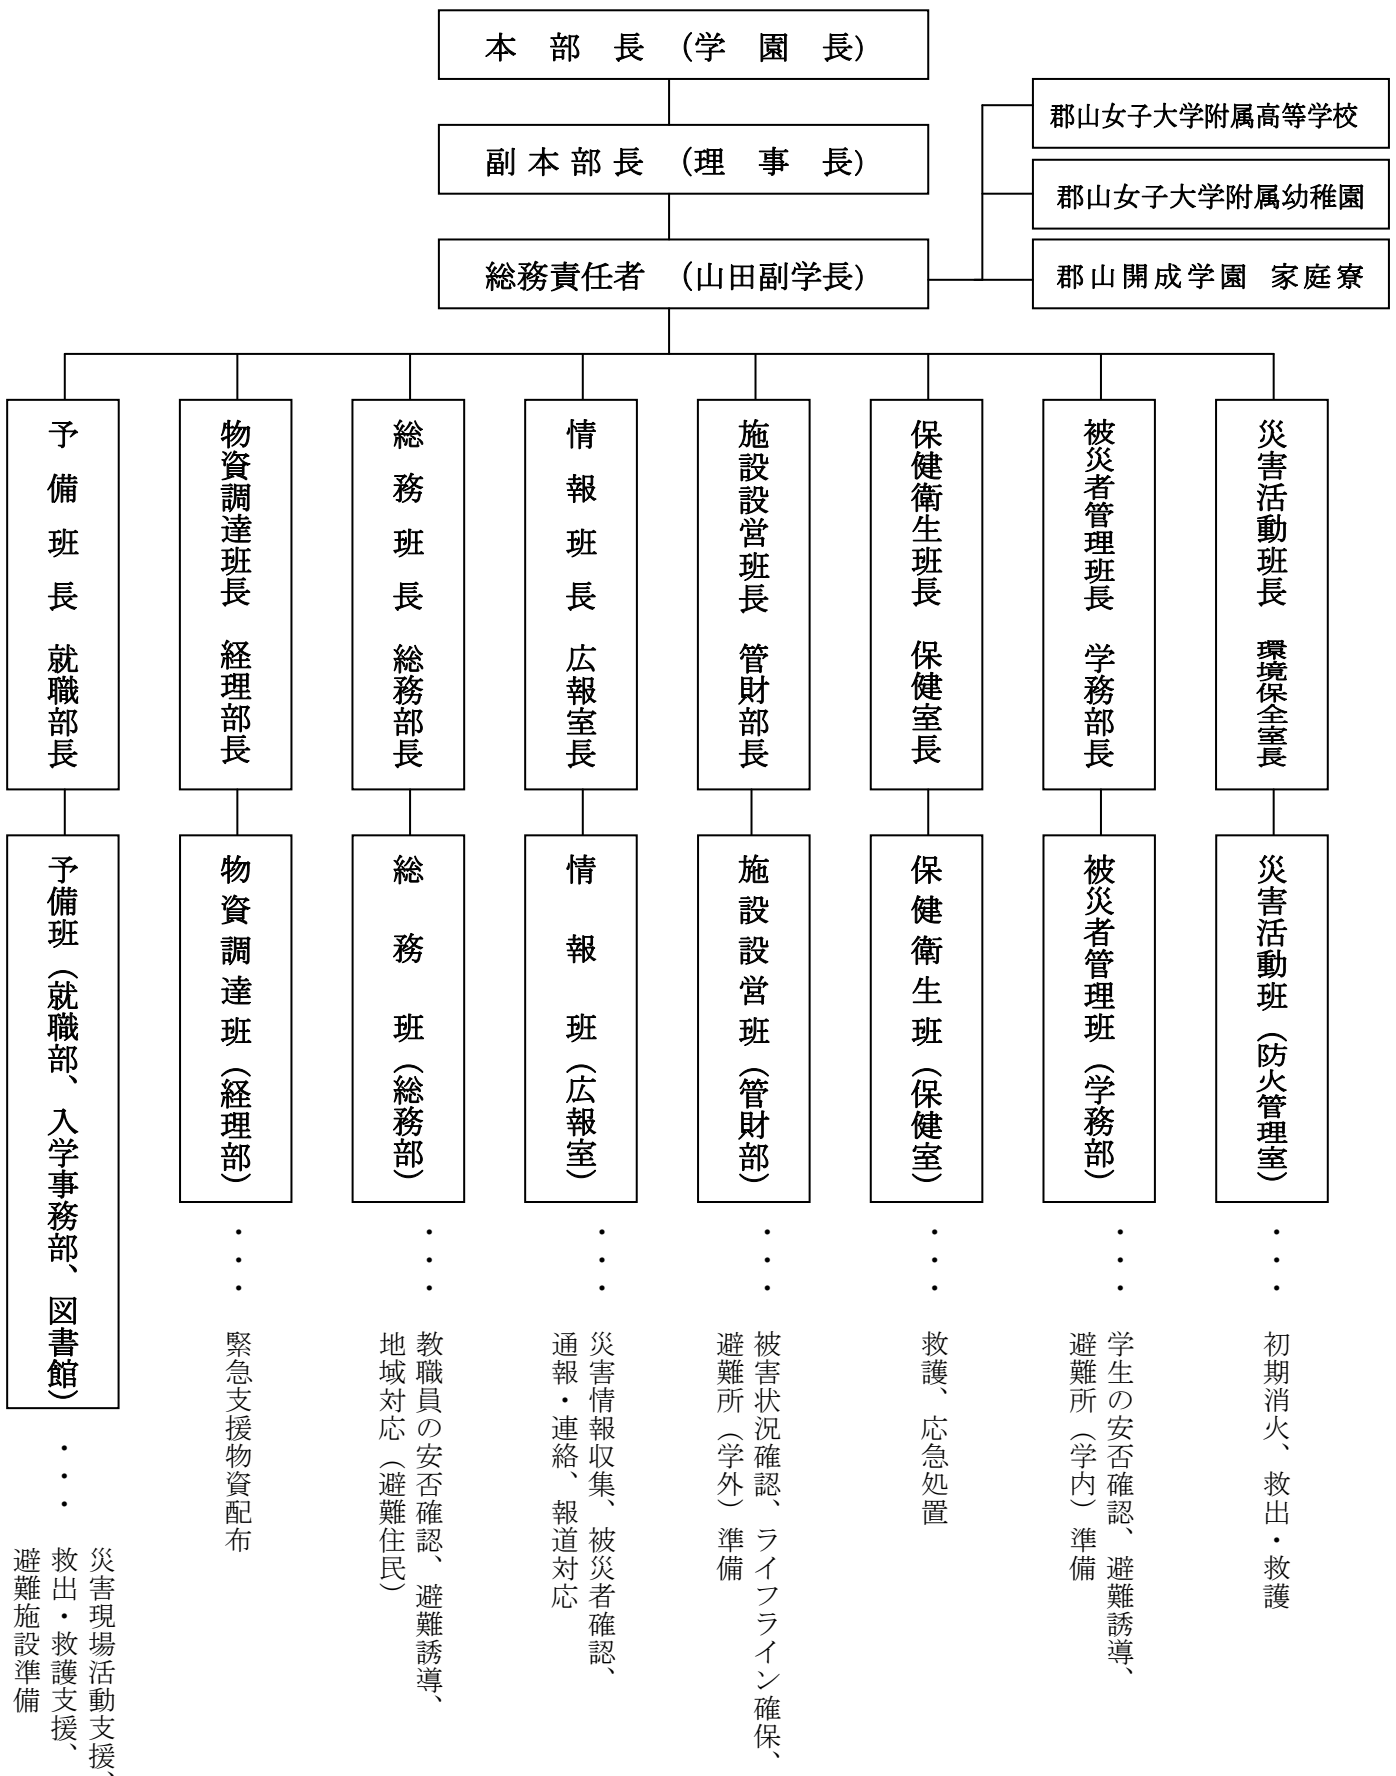 本 部 長 （学 園 長）
副 本 部 長 （理 事 長）
総務責任者 （山田副学長）
郡山女子大学附属高等学校
郡山女子大学附属幼稚園
郡山開成学園 家庭寮
災害活動班長 環境保全室長
被災者管理班長 学務部長
保健衛生班長 保健室長
施設設営班長 管財部長
情報班長 広報室長
総務班長 総務部長
物資調達班長 経理部長
予備班長 就職部長
災害活動班（防火管理室）
・・・
初期消火、救出・救護
被災者管理班（学務部）
・・・
学生の安否確認、避難誘導、
避難所（学内）準備
保健衛生班（保健室）
・・・
救護、応急処置
施設設営班（管財部）
・・・
被害状況確認、ライフライン確保、
避難所（学外）準備
情報班（広報室）
・・・
災害情報収集、被災者確認、
通報・連絡、報道対応
総務班（総務部）
・・・
教職員の安否確認、避難誘導、
地域対応（避難住民）
物資調達班（経理部）
・・・
緊急支援物資配布
予備班（就職部、入学事務部、図書館）
・・・
災害現場活動支援、
救出・救護支援、
避難施設準備